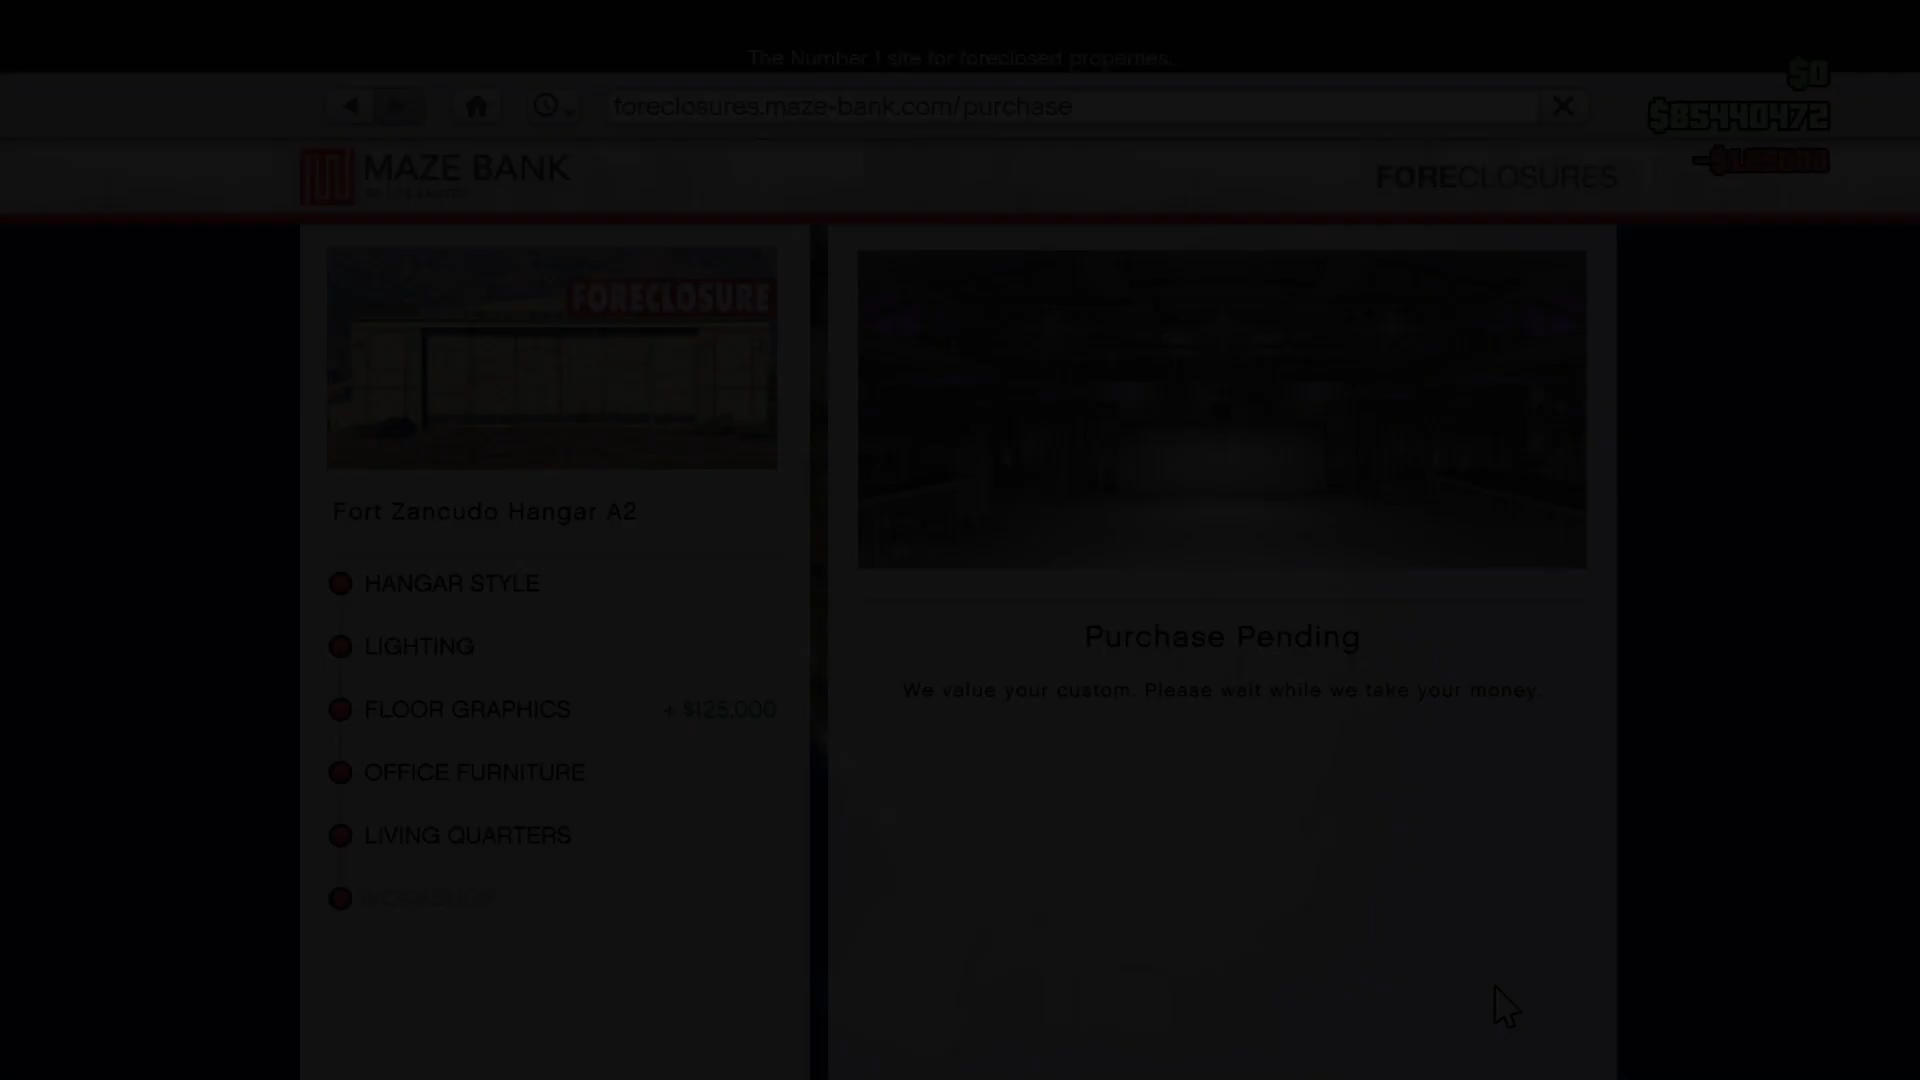 The Number 1 site for foreclosed properties.
$0
foreclosures.maze-bank.com/purchase
$85440472
MAZE BANK
FORECLOSURES
FORECLOSURE
Fort Zancudo Hangar A2
HANGAR STYLE
LIGHTING
FLOOR GRAPHICS + $125,000
OFFICE FURNITURE
LIVING QUARTERS
WORKSHOP
Purchase Pending
We value your custom. Please wait while we take your money.